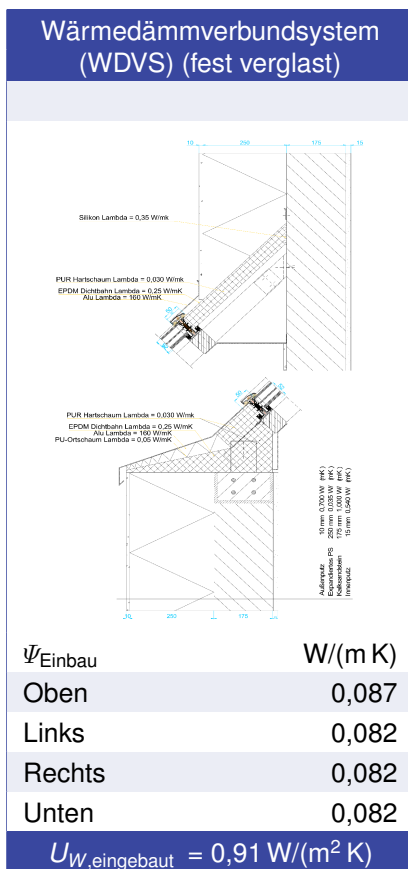 Wärmedämmverbundsystem
(WDVS) (fest verglast)
10 250 175 15
Silikon Lambda = 0,35 W/mk
PUR Hartschaum Lambda = 0,030 W/mk
EPDM Dichtbahn Lambda = 0,25 W/mK
Alu Lambda = 160 W/mK
PUR Hartschaum Lambda = 0,030 W/mk
EPDM Dichtbahn Lambda = 0,25 W/mK
Alu Lambda = 160 W/mK
PU-Ortschaum Lambda = 0,05 W/mk
Außenputz 10 mm 0,700 W/ (mK)
Expandiertes PS 250 mm 0,035 W/ (mK)
Kalksandstein 175 mm 1,000 W/ (mK)
Innenputz 15 mm 0,540 W/ (mK)
10 250 175 15
Ψ_Einbau W/(m K)
Oben 0,087
Links 0,082
Rechts 0,082
Unten 0,082
U_W,eingebaut = 0,91 W/(m² K)